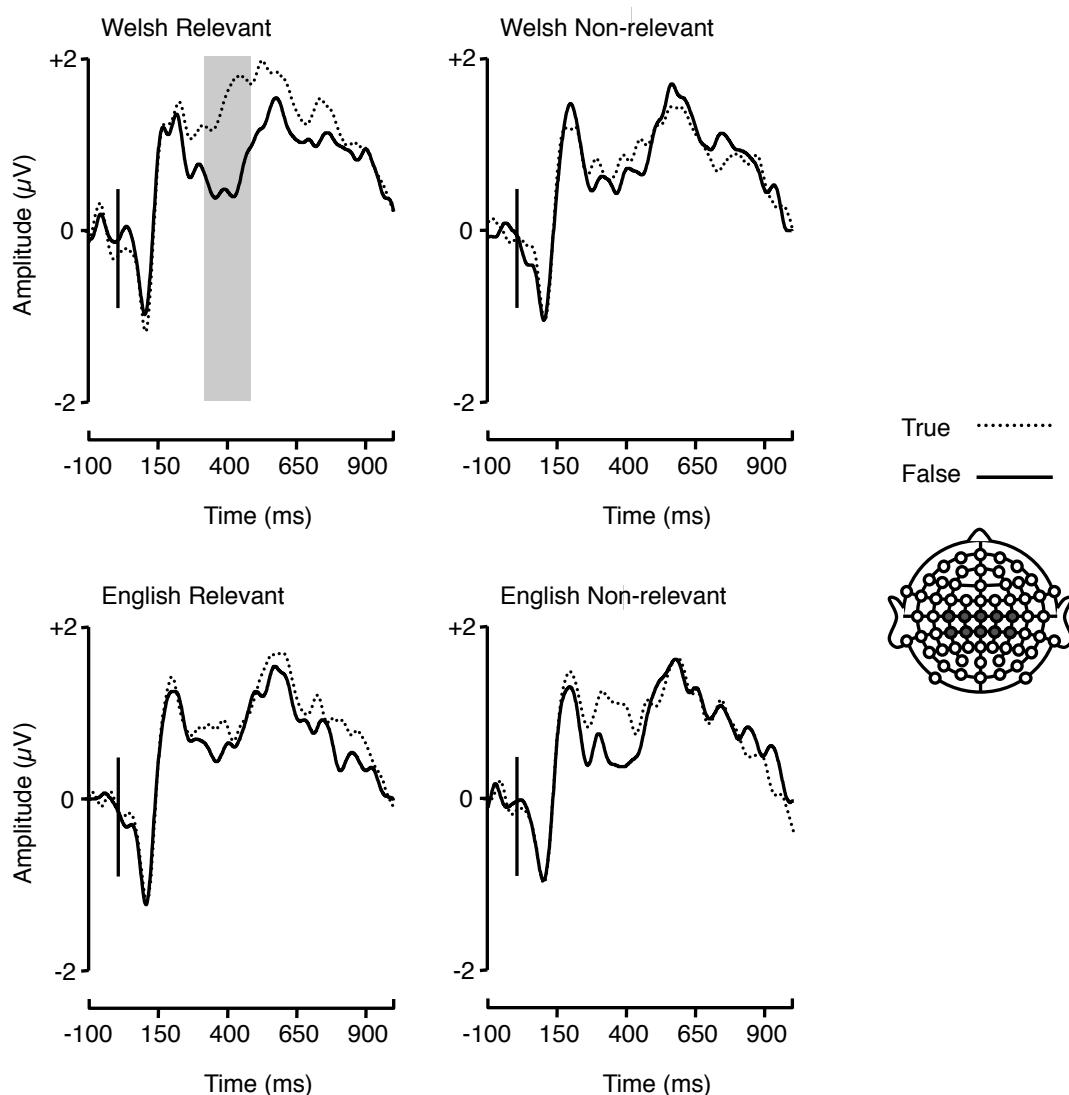 Welsh Relevant
+2
0
-2
Amplitude (µV)
-100 150 400 650 900
Time (ms)
Welsh Non-relevant
+2
0
-2
-100 150 400 650 900
Time (ms)
True
False
English Relevant
+2
0
-2
Amplitude (µV)
-100 150 400 650 900
Time (ms)
English Non-relevant
+2
0
-2
-100 150 400 650 900
Time (ms)